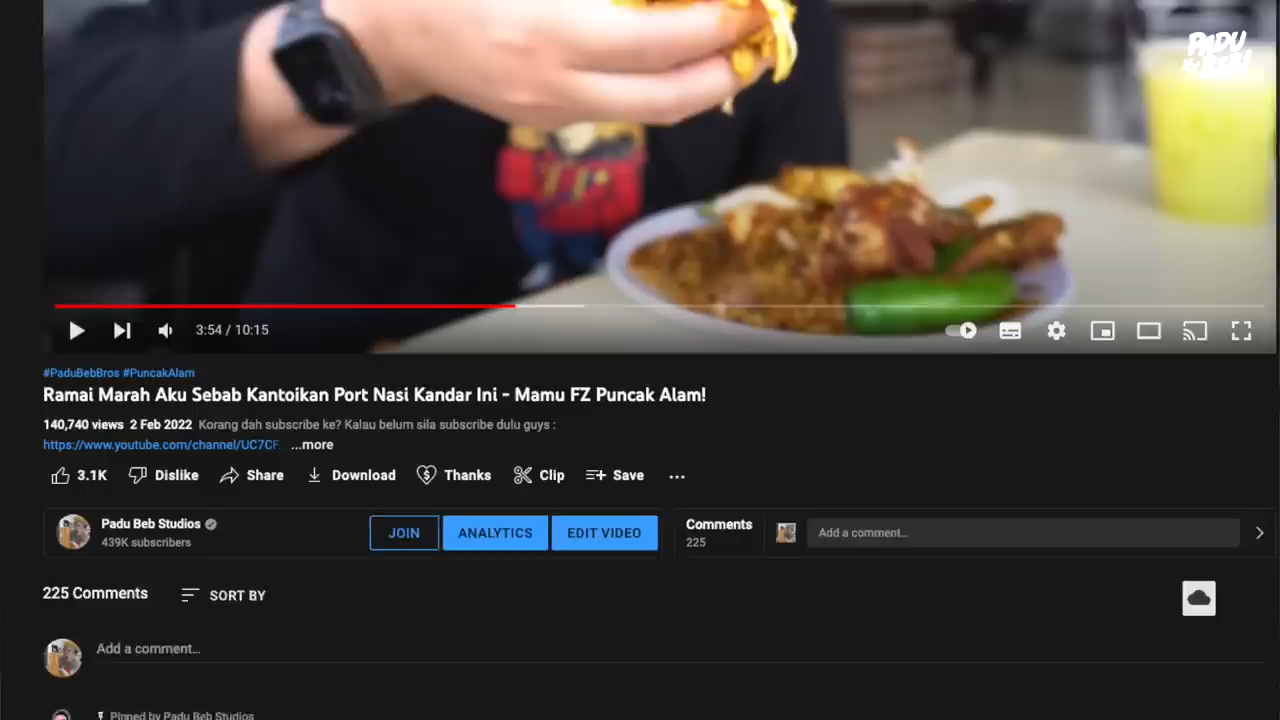 PADU
BEB!
3:54 / 10:15
#PaduBebBros #PuncakAlam
Ramai Marah Aku Sebab Kantoikan Port Nasi Kandar Ini - Mamu FZ Puncak Alam!
140,740 views 2 Feb 2022 Korang dah subscribe ke? Kalau belum sila subscribe dulu guys :
https://www.youtube.com/channel/UC7CF ...more
3.1K Dislike Share Download Thanks Clip Save
Padu Beb Studios
439K subscribers
JOIN ANALYTICS EDIT VIDEO
Comments
225
Add a comment...
225 Comments SORT BY
Add a comment...
Pinned by Padu Beb Studios